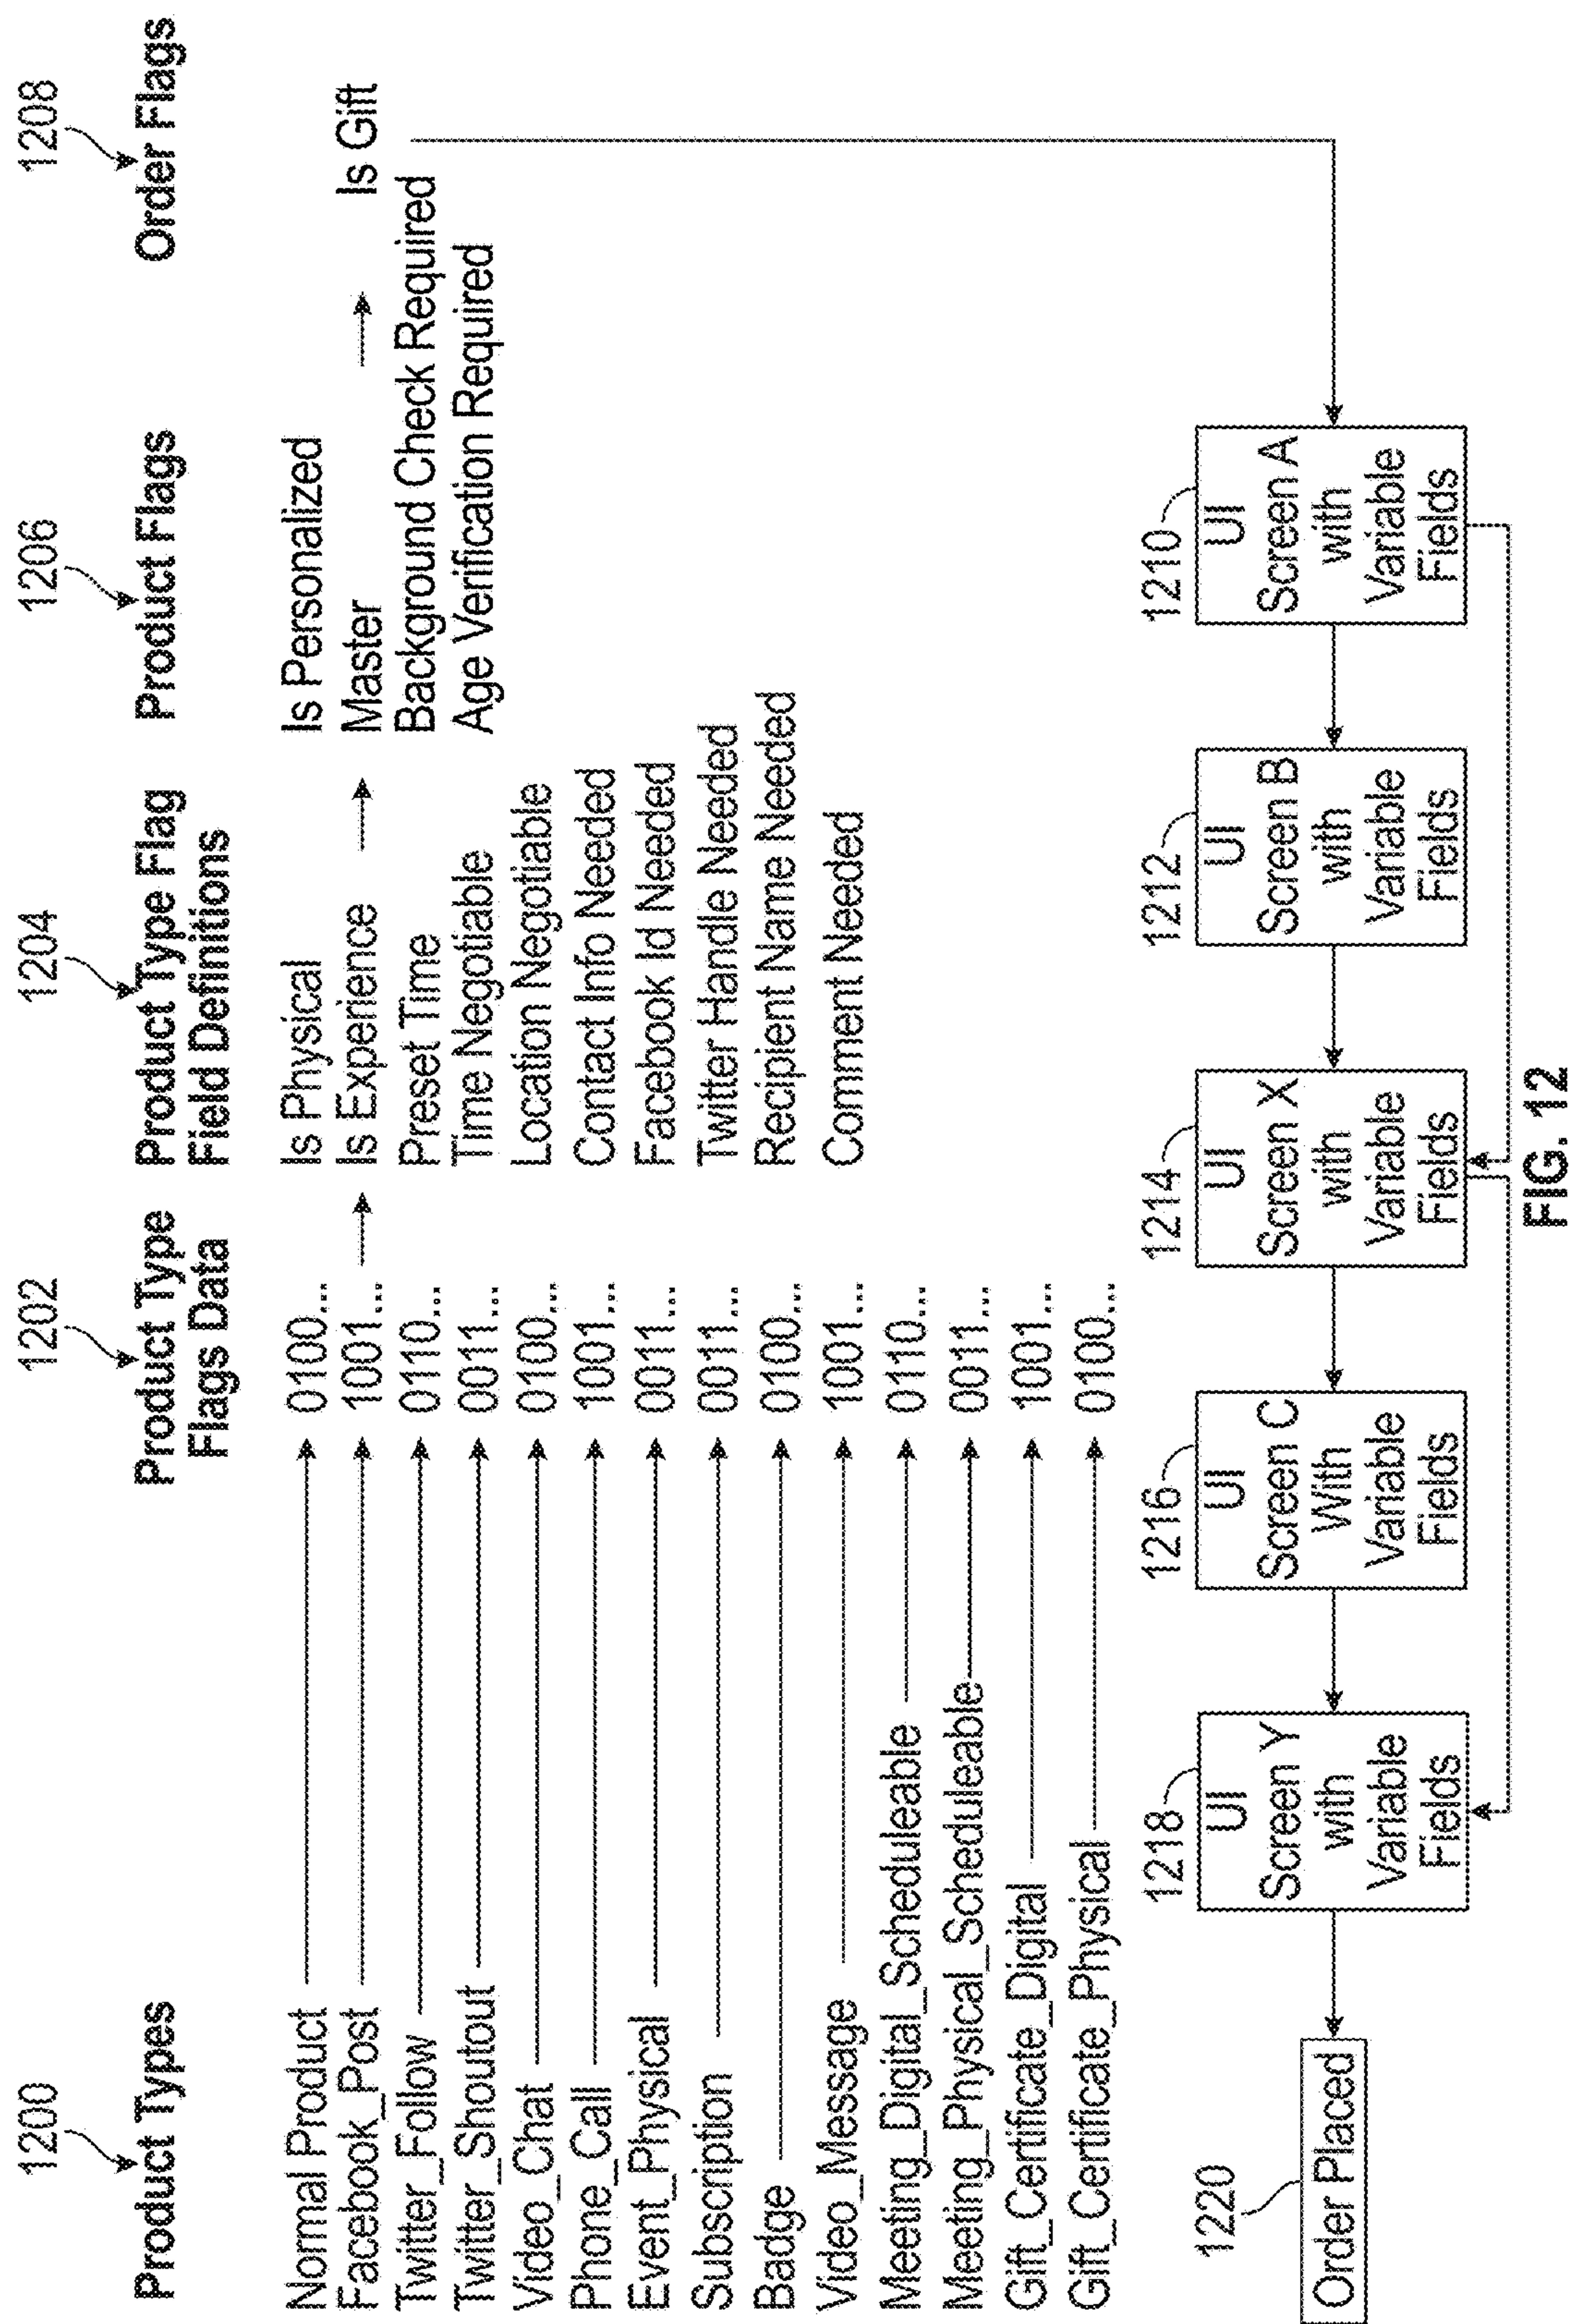 1200
Product Types
1202
Product Type
Flags Data
1204
Product Type Flag
Field Definitions
1206
Product Flags
1208
Order Flags
Normal Product
Facebook_Post
Twitter_Follow
Twitter_Shoutout
Video_Chat
Phone_Call
Event_Physical
Subscription
Badge
Video_Message
Meeting_Digital_Scheduleable
Meeting_Physical_Scheduleable
Gift_Certificate_Digital
Gift_Certificate_Physical
0100...
1001...
0110...
0011...
0100...
1001...
0011...
0011...
0100...
1001...
0110...
0011...
1001...
0100...
Is Physical
Is Experience
Preset Time
Time Negotiable
Location Negotiable
Contact Info Needed
Facebook Id Needed
Twitter Handle Needed
Recipient Name Needed
Comment Needed
Is Personalized
Master
Background Check Required
Age Verification Required
Is Gift
1220
Order Placed
1218
UI
Screen Y
with
Variable
Fields
1216
UI
Screen C
With
Variable
Fields
1214
UI
Screen X
with
Variable
Fields
1212
UI
Screen B
with
Variable
Fields
1210
UI
Screen A
with
Variable
Fields
FIG. 12